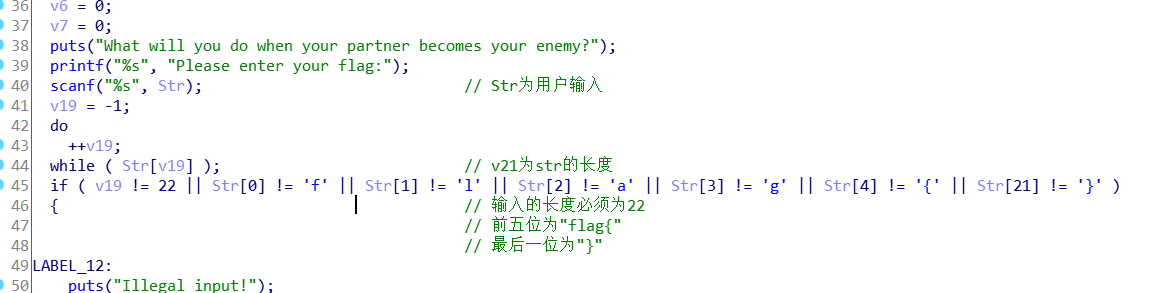 36 v6 = 0;
37 v7 = 0;
38 puts("What will you do when your partner becomes your enemy?");
39 printf("%s", "Please enter your flag:");
40 scanf("%s", Str); // Str为用户输入
41 v19 = -1;
42 do
43 ++v19;
44 while ( Str[v19] ); // v21为str的长度
45 if ( v19 != 22 || Str[0] != 'f' || Str[1] != 'l' || Str[2] != 'a' || Str[3] != 'g' || Str[4] != '{' || Str[21] != '}' )
46 { // 输入的长度必须为22
47 // 前五位为"flag{"
48 // 最后一位为"}"
49 LABEL_12:
50 puts("Illegal input!");